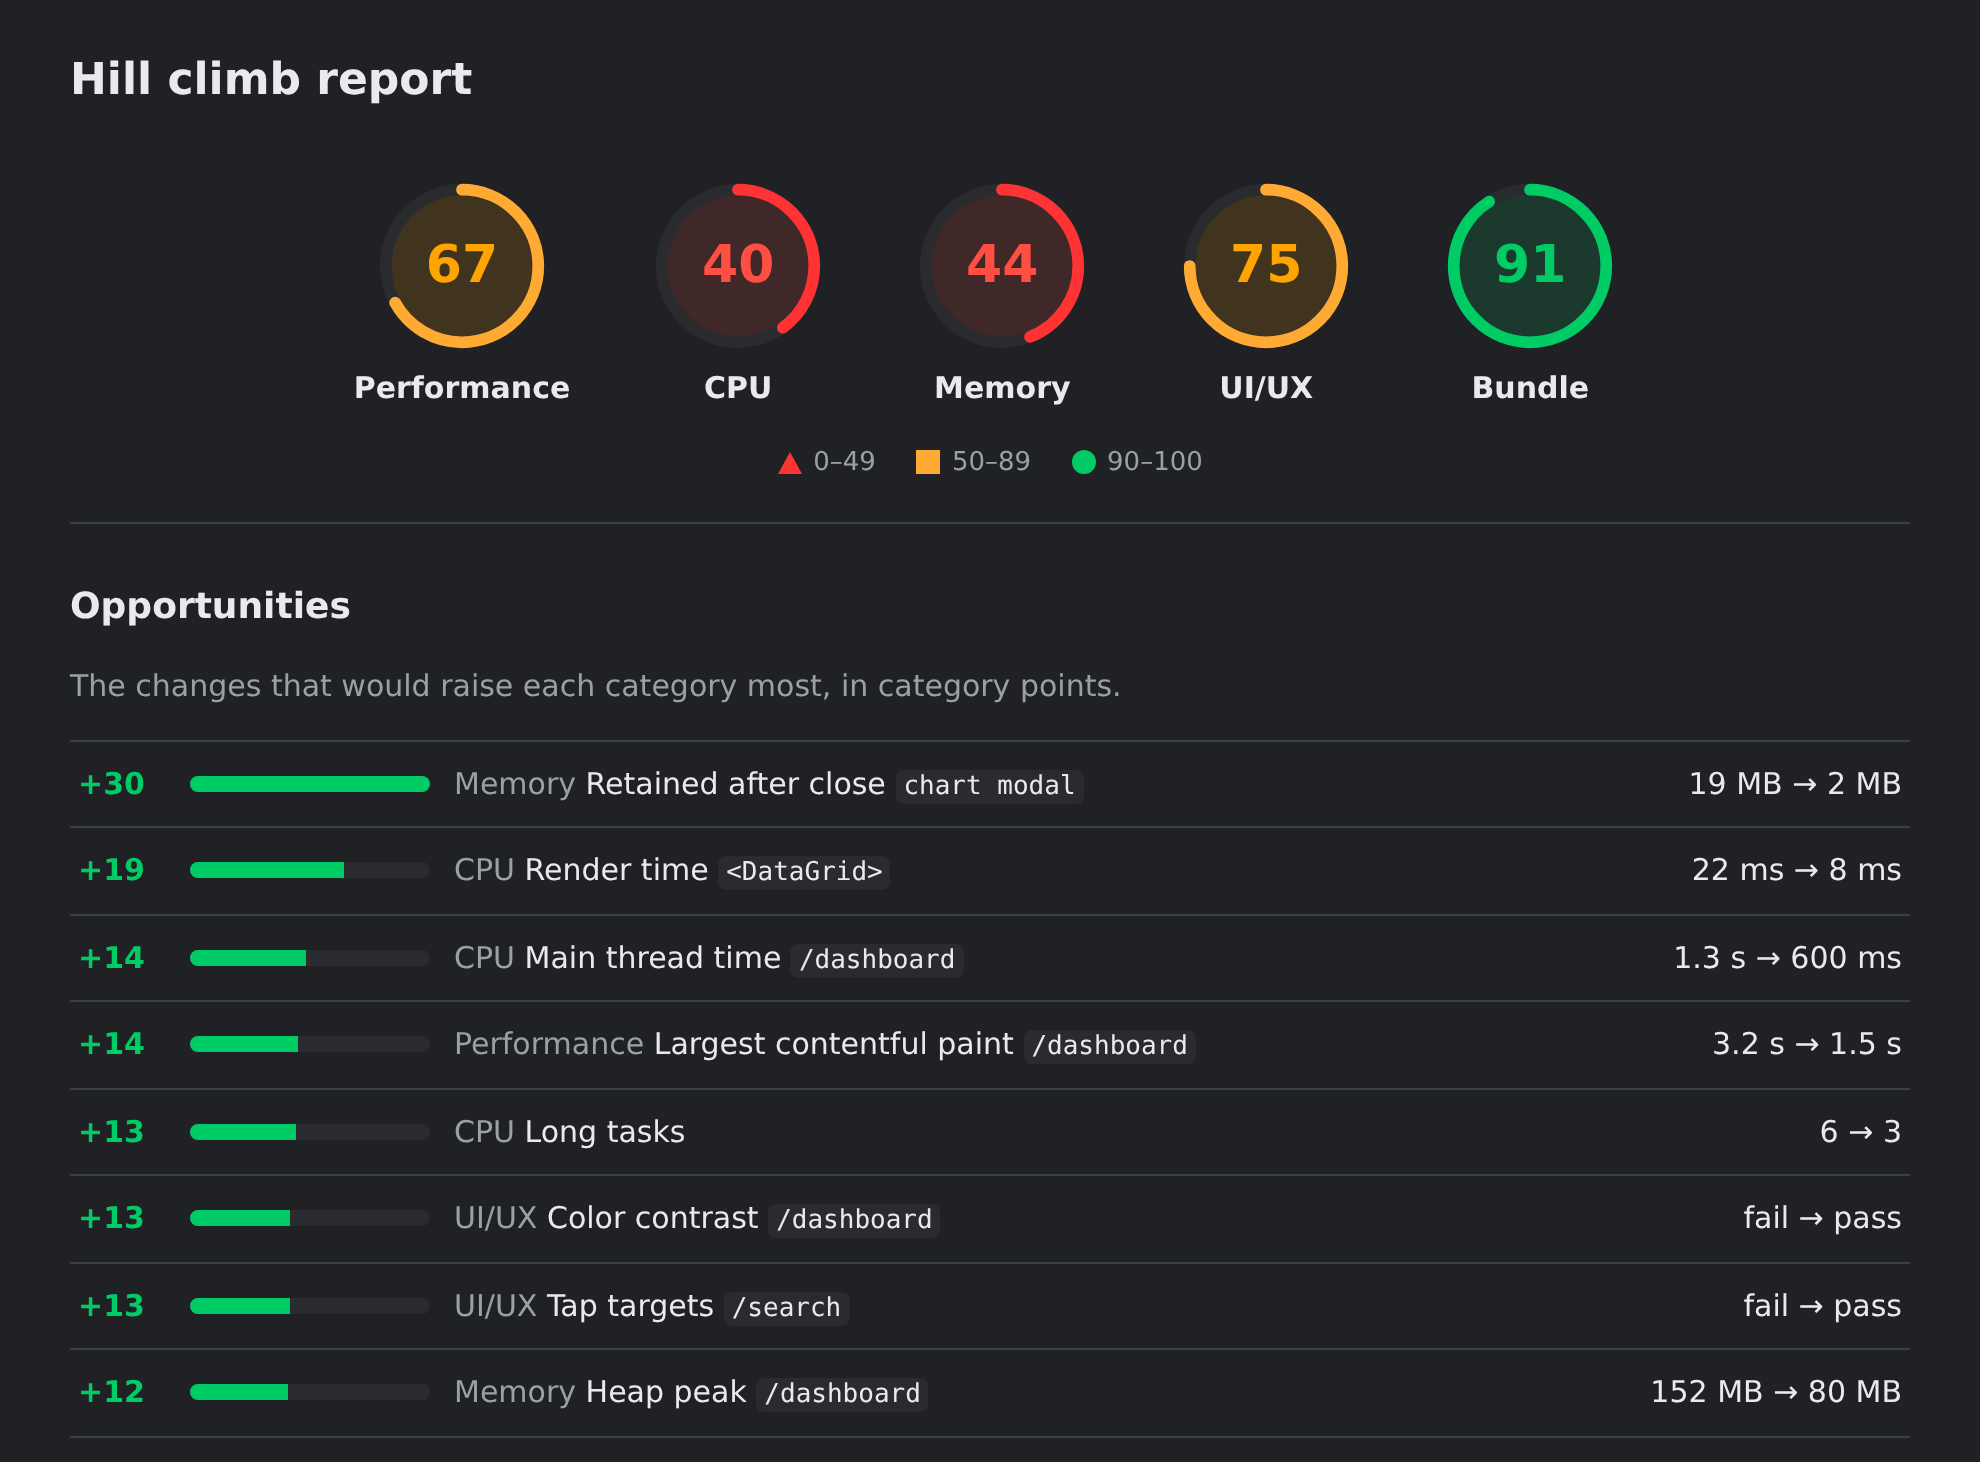 Hill climb report
67 40 44 75 91
Performance CPU Memory UI/UX Bundle
0–49 50–89 90–100
Opportunities
The changes that would raise each category most, in category points.
+30 Memory Retained after close chart modal 19 MB → 2 MB
+19 CPU Render time <DataGrid> 22 ms → 8 ms
+14 CPU Main thread time /dashboard 1.3 s → 600 ms
+14 Performance Largest contentful paint /dashboard 3.2 s → 1.5 s
+13 CPU Long tasks 6 → 3
+13 UI/UX Color contrast /dashboard fail → pass
+13 UI/UX Tap targets /search fail → pass
+12 Memory Heap peak /dashboard 152 MB → 80 MB